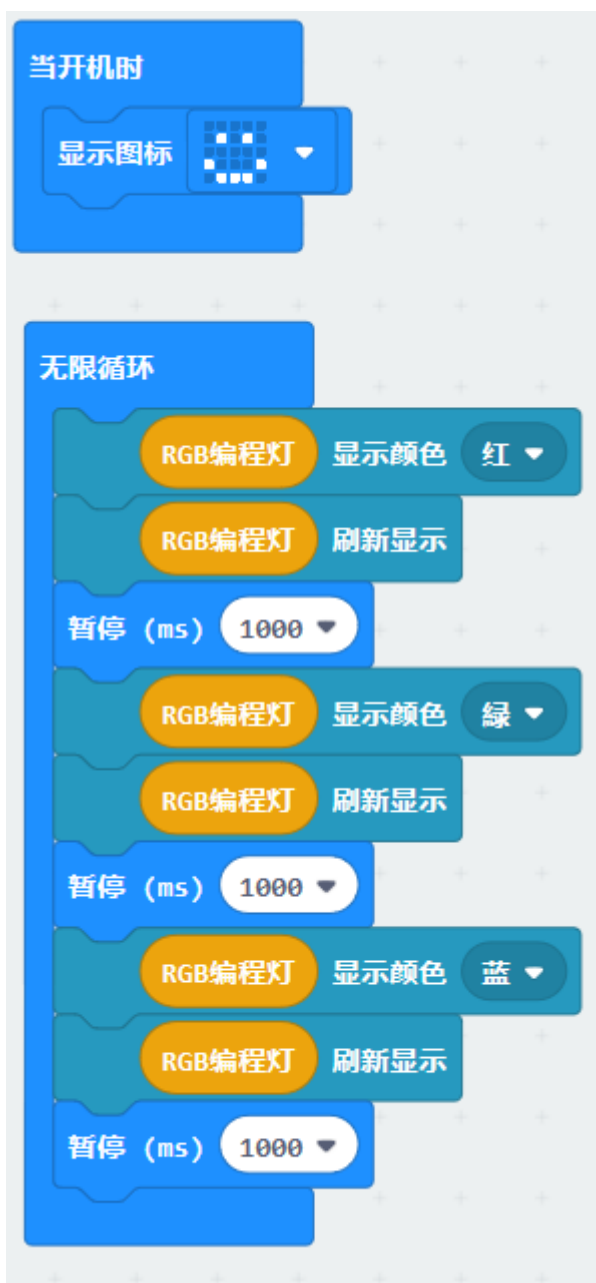 当开机时
显示图标
无限循环
RGB编程灯 显示颜色 红
RGB编程灯 刷新显示
暂停 (ms) 1000
RGB编程灯 显示颜色 緑
RGB编程灯 刷新显示
暂停 (ms) 1000
RGB编程灯 显示颜色 蓝
RGB编程灯 刷新显示
暂停 (ms) 1000